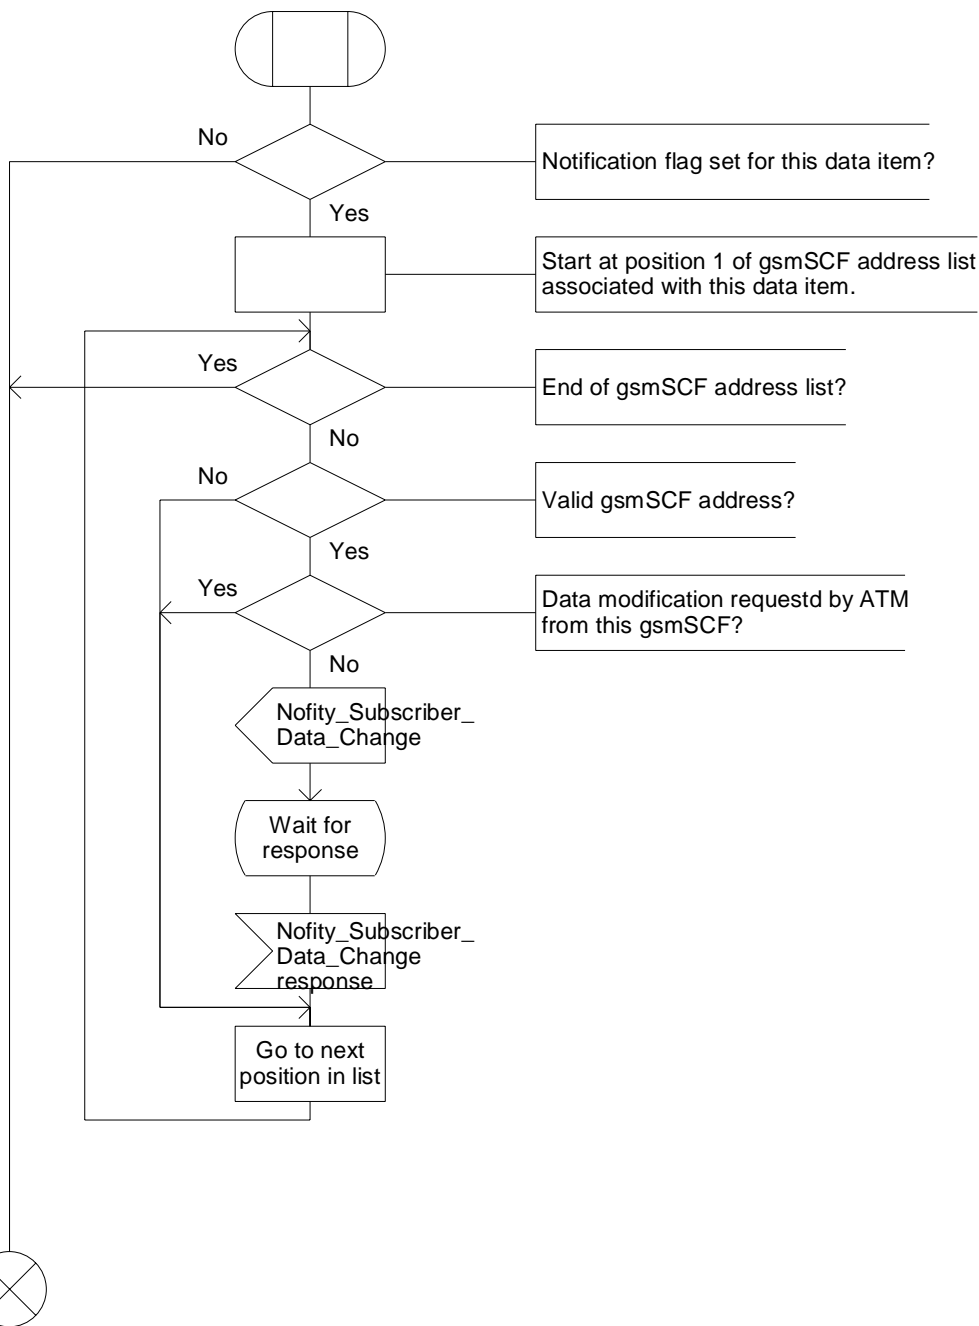 No
Notification flag set for this data item?
Yes
Start at position 1 of gsmSCF address list
associated with this data item.
Yes
End of gsmSCF address list?
No
No
Valid gsmSCF address?
Yes
Yes
Data modification requestd by ATM
from this gsmSCF?
No
Nofity_Subscriber_
Data_Change
Wait for
response
Nofity_Subscriber_
Data_Change
response
Go to next
position in list